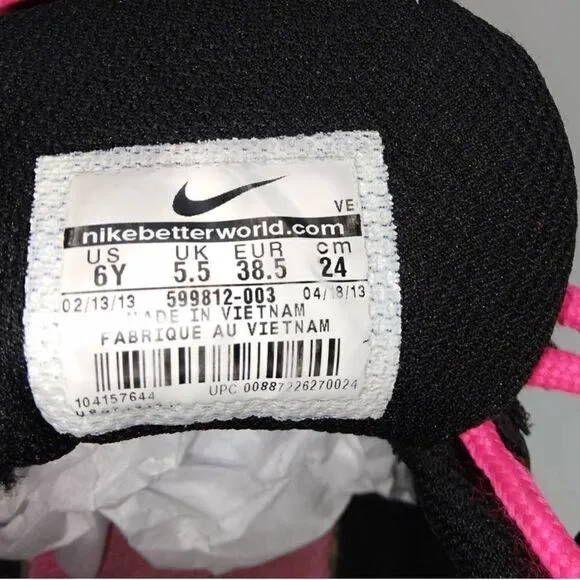 VE
nikebetterworld.com
US UK EUR cm
6Y 5.5 38.5 24
02/13/13 599812-003 04/18/13
MADE IN VIETNAM
FABRIQUE AU VIETNAM
104157644 UPC 00887226270024